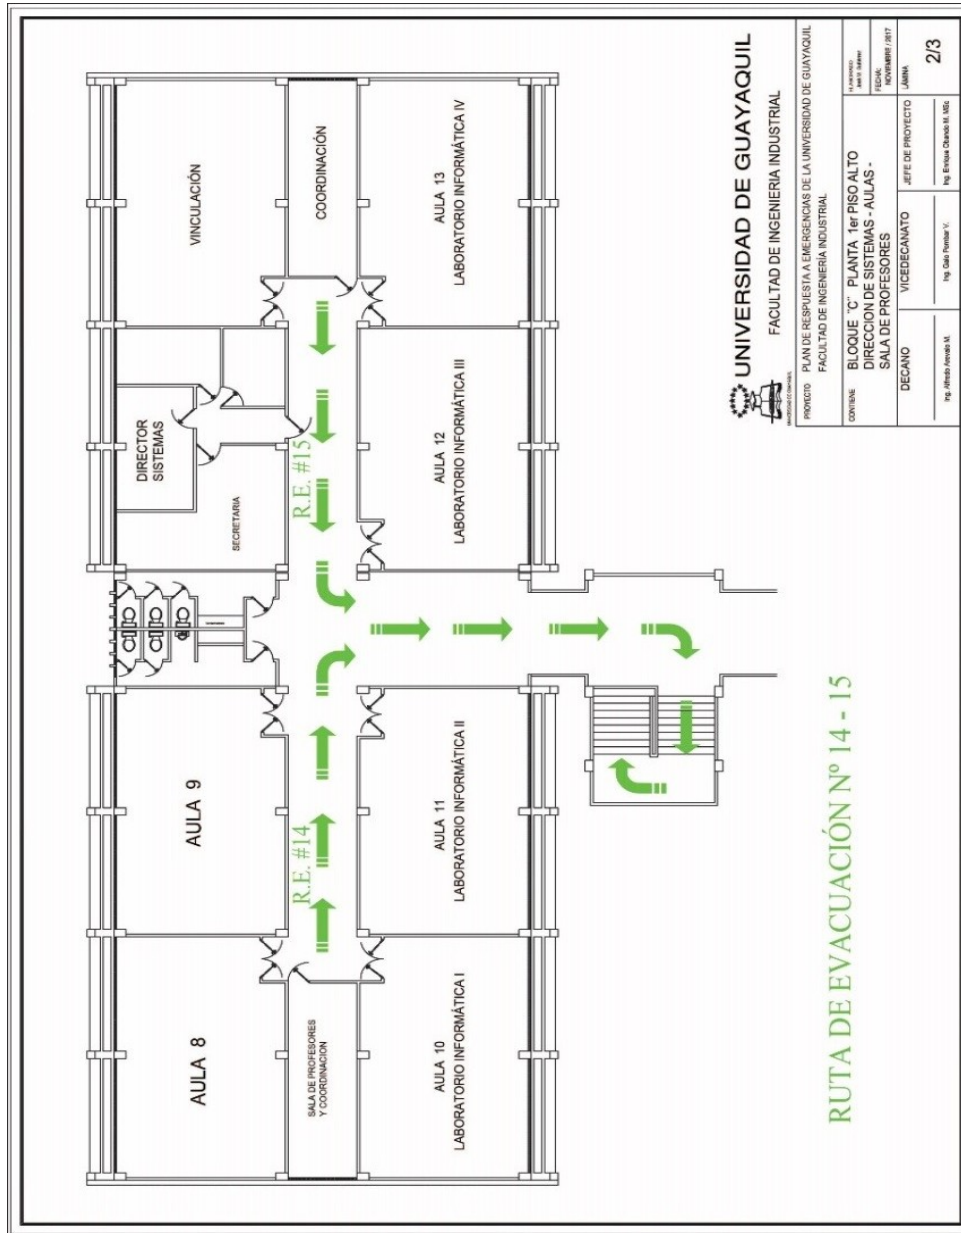 AULA 8
AULA 9
SALA DE PROFESORES
Y COORDINACION
AULA 10
LABORATORIO INFORMÁTICA I
AULA 11
LABORATORIO INFORMÁTICA II
R.E. #14
R.E. #15
SECRETARIA
DIRECTOR
SISTEMAS
VINCULACIÓN
COORDINACIÓN
AULA 12
LABORATORIO INFORMÁTICA III
AULA 13
LABORATORIO INFORMÁTICA IV
RUTA DE EVACUACIÓN Nº 14 - 15
UNIVERSIDAD DE GUAYAQUIL
FACULTAD DE INGENIERIA INDUSTRIAL
PROYECTO
PLAN DE RESPUESTA A EMERGENCIAS DE LA UNIVERSIDAD DE GUAYAQUIL
FACULTAD DE INGENIERÍA INDUSTRIAL
CONTIENE
BLOQUE "C" PLANTA 1er PISO ALTO
DIRECCION DE SISTEMAS - AULAS -
SALA DE PROFESORES
FECHA:
NOVIEMBRE / 2017
DECANO
VICEDECANATO
JEFE DE PROYECTO
LÁMINA
2/3
Ing. Alfredo Arevalo M.
Ing. Enrique Obando M. MSc